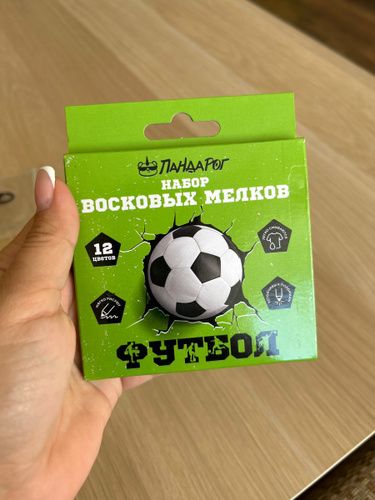 ПАНДАРОГ
НАБОР
ВОСКОВЫХ МЕЛКОВ
12
ЦВЕТОВ
ФУТБОЛ